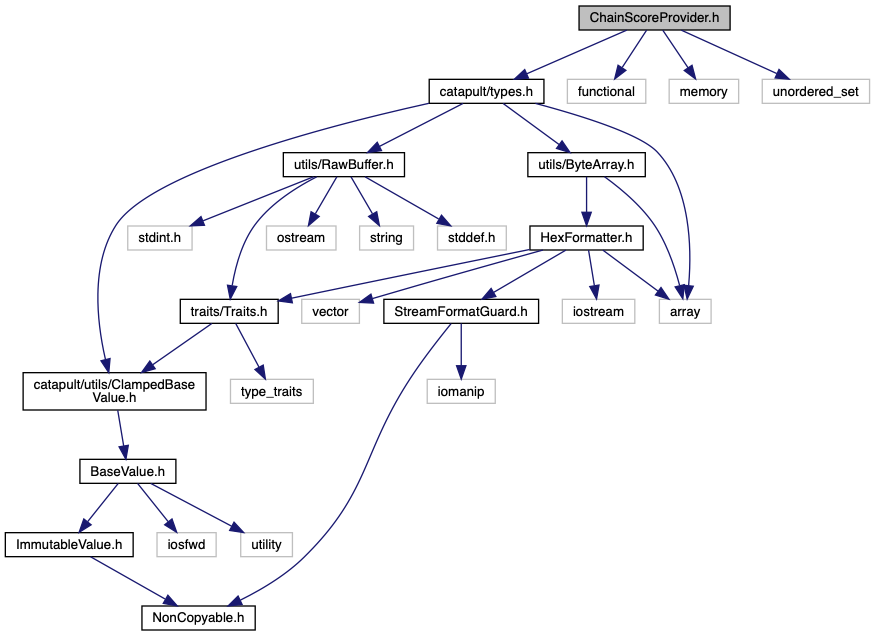 ChainScoreProvider.h
catapult/types.h
functional
memory
unordered_set
utils/RawBuffer.h
utils/ByteArray.h
stdint.h
ostream
string
stddef.h
HexFormatter.h
traits/Traits.h
vector
StreamFormatGuard.h
iostream
array
catapult/utils/ClampedBase
Value.h
type_traits
iomanip
BaseValue.h
ImmutableValue.h
iosfwd
utility
NonCopyable.h